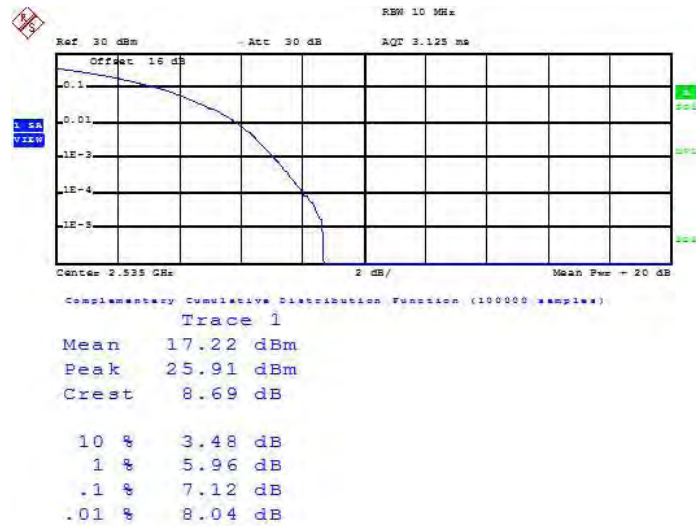 R/S
RBW 10 MHz
Ref 30 dBm Att 30 dB AQT 3.125 ms
Offset 16 dB
0.1
0.01
1 SA
VIEW
1E-3
1E-4
1E-5
Center 2.535 GHz 2 dB/ Mean Pwr + 20 dB
Complementary Cumulative Distribution Function (100000 samples)
Trace 1
Mean 17.22 dBm
Peak 25.91 dBm
Crest 8.69 dB
10 % 3.48 dB
1 % 5.96 dB
.1 % 7.12 dB
.01 % 8.04 dB